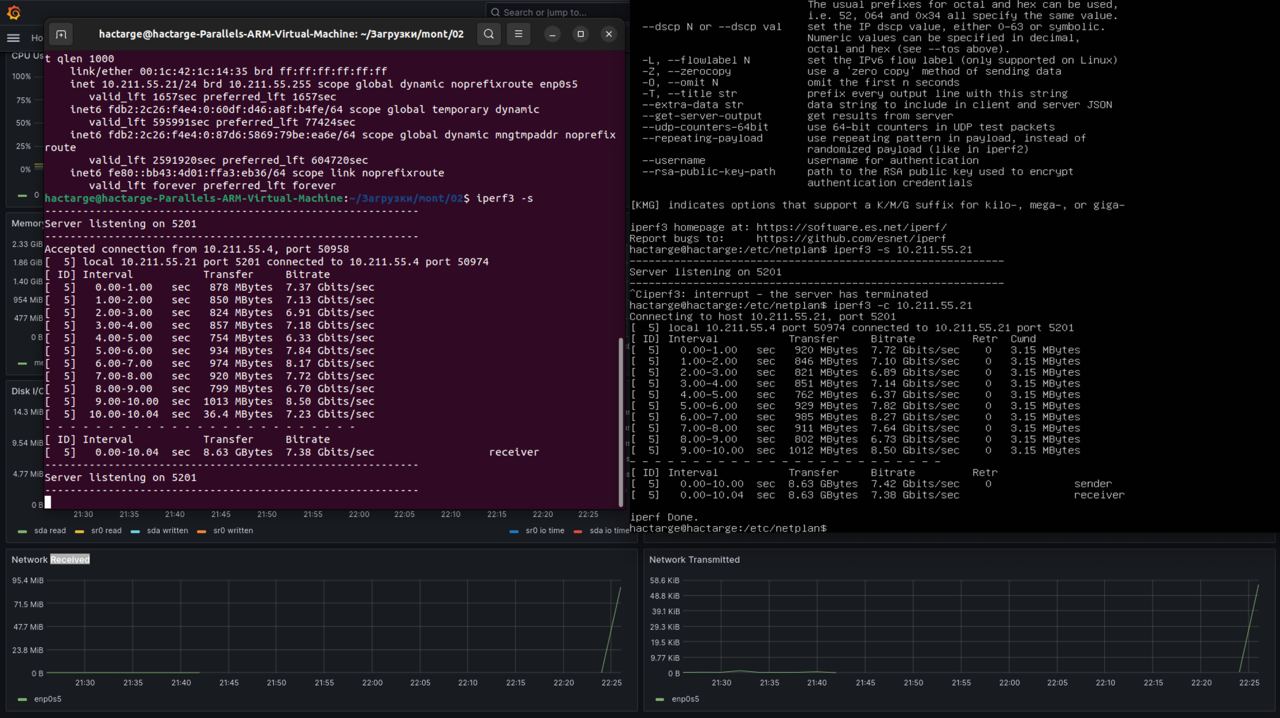 Search or jump to...
Ho
CPU Us
100%
75%
50%
25%
0%
0
Memor
2.33 GiB
1.86 GiB
1.40 GiB
954 MiB
477 MiB
0 B
me
Disk I/O
14.3 MiB
9.54 MiB
4.77 MiB
0 B
hactarge@hactarge-Parallels-ARM-Virtual-Machine: ~/Загрузки/mont/02
t qlen 1000
link/ether 00:1c:42:1c:14:35 brd ff:ff:ff:ff:ff:ff
inet 10.211.55.21/24 brd 10.211.55.255 scope global dynamic noprefixroute enp0s5
valid_lft 1657sec preferred_lft 1657sec
inet6 fdb2:2c26:f4e4:0:60df:d46:a8f:b4fe/64 scope global temporary dynamic
valid_lft 595991sec preferred_lft 77424sec
inet6 fdb2:2c26:f4e4:0:87d6:5869:79be:ea6e/64 scope global dynamic mngtmpaddr noprefix
route
valid_lft 2591920sec preferred_lft 604720sec
inet6 fe80::bb43:4d01:ffa3:eb36/64 scope link noprefixroute
valid_lft forever preferred_lft forever
hactarge@hactarge-Parallels-ARM-Virtual-Machine:~/Загрузки/mont/02$ iperf3 -s
-----------------------------------------------------------
Server listening on 5201
-----------------------------------------------------------
Accepted connection from 10.211.55.4, port 50958
[ 5] local 10.211.55.21 port 5201 connected to 10.211.55.4 port 50974
[ ID] Interval Transfer Bitrate
[ 5] 0.00-1.00 sec 878 MBytes 7.37 Gbits/sec
[ 5] 1.00-2.00 sec 850 MBytes 7.13 Gbits/sec
[ 5] 2.00-3.00 sec 824 MBytes 6.91 Gbits/sec
[ 5] 3.00-4.00 sec 857 MBytes 7.18 Gbits/sec
[ 5] 4.00-5.00 sec 754 MBytes 6.33 Gbits/sec
[ 5] 5.00-6.00 sec 934 MBytes 7.84 Gbits/sec
[ 5] 6.00-7.00 sec 974 MBytes 8.17 Gbits/sec
[ 5] 7.00-8.00 sec 920 MBytes 7.72 Gbits/sec
[ 5] 8.00-9.00 sec 799 MBytes 6.70 Gbits/sec
[ 5] 9.00-10.00 sec 1013 MBytes 8.50 Gbits/sec
[ 5] 10.00-10.04 sec 36.4 MBytes 7.23 Gbits/sec
- - - - - - - - - - - - - - - - - - - - - - - - -
[ ID] Interval Transfer Bitrate
[ 5] 0.00-10.04 sec 8.63 GBytes 7.38 Gbits/sec receiver
-----------------------------------------------------------
Server listening on 5201
-----------------------------------------------------------
21:30 21:35 21:40 21:45 21:50 21:55 22:00 22:05 22:10 22:15 22:20 22:25
sda read sr0 read sda written sr0 written
sr0 io time sda io time
The usual prefixes for octal and hex can be used,
i.e. 52, 064 and 0x34 all specify the same value.
--dscp N or --dscp val set the IP dscp value, either 0-63 or symbolic.
Numeric values can be specified in decimal,
octal and hex (see --tos above).
-L, --flowlabel N set the IPv6 flow label (only supported on Linux)
-Z, --zerocopy use a 'zero copy' method of sending data
-O, --omit N omit the first n seconds
-T, --title str prefix every output line with this string
--extra-data str data string to include in client and server JSON
--get-server-output get results from server
--udp-counters-64bit use 64-bit counters in UDP test packets
--repeating-payload use repeating pattern in payload, instead of
randomized payload (like in iperf2)
--username username for authentication
--rsa-public-key-path path to the RSA public key used to encrypt
authentication credentials
[KMG] indicates options that support a K/M/G suffix for kilo-, mega-, or giga-
iperf3 homepage at: https://software.es.net/iperf/
Report bugs to: https://github.com/esnet/iperf
hactarge@hactarge:/etc/netplan$ iperf3 -s 10.211.55.21
-----------------------------------------------------------
Server listening on 5201
-----------------------------------------------------------
^Ciperf3: interrupt - the server has terminated
hactarge@hactarge:/etc/netplan$ iperf3 -c 10.211.55.21
Connecting to host 10.211.55.21, port 5201
[ 5] local 10.211.55.4 port 50974 connected to 10.211.55.21 port 5201
[ ID] Interval Transfer Bitrate Retr Cwnd
[ 5] 0.00-1.00 sec 920 MBytes 7.72 Gbits/sec 0 3.15 MBytes
[ 5] 1.00-2.00 sec 846 MBytes 7.10 Gbits/sec 0 3.15 MBytes
[ 5] 2.00-3.00 sec 821 MBytes 6.89 Gbits/sec 0 3.15 MBytes
[ 5] 3.00-4.00 sec 851 MBytes 7.14 Gbits/sec 0 3.15 MBytes
[ 5] 4.00-5.00 sec 762 MBytes 6.37 Gbits/sec 0 3.15 MBytes
[ 5] 5.00-6.00 sec 929 MBytes 7.82 Gbits/sec 0 3.15 MBytes
[ 5] 6.00-7.00 sec 985 MBytes 8.27 Gbits/sec 0 3.15 MBytes
[ 5] 7.00-8.00 sec 911 MBytes 7.64 Gbits/sec 0 3.15 MBytes
[ 5] 8.00-9.00 sec 802 MBytes 6.73 Gbits/sec 0 3.15 MBytes
[ 5] 9.00-10.00 sec 1012 MBytes 8.50 Gbits/sec 0 3.15 MBytes
- - - - - - - - - - - - - - - - - - - - - - - - -
[ ID] Interval Transfer Bitrate Retr
[ 5] 0.00-10.00 sec 8.63 GBytes 7.42 Gbits/sec 0 sender
[ 5] 0.00-10.04 sec 8.63 GBytes 7.38 Gbits/sec receiver
iperf Done.
hactarge@hactarge:/etc/netplan$
21:30 21:35 21:40 21:45 21:50 21:55 22:00 22:05 22:10 22:15 22:20 22:25
Network Received
95.4 MiB
71.5 MiB
47.7 MiB
23.8 MiB
0 B
21:30 21:35 21:40 21:45 21:50 21:55 22:00 22:05 22:10 22:15 22:20 22:25
enp0s5
Network Transmitted
58.6 KiB
48.8 KiB
39.1 KiB
29.3 KiB
19.5 KiB
9.77 KiB
0 B
21:30 21:35 21:40 21:45 21:50 21:55 22:00 22:05 22:10 22:15 22:20 22:25
enp0s5